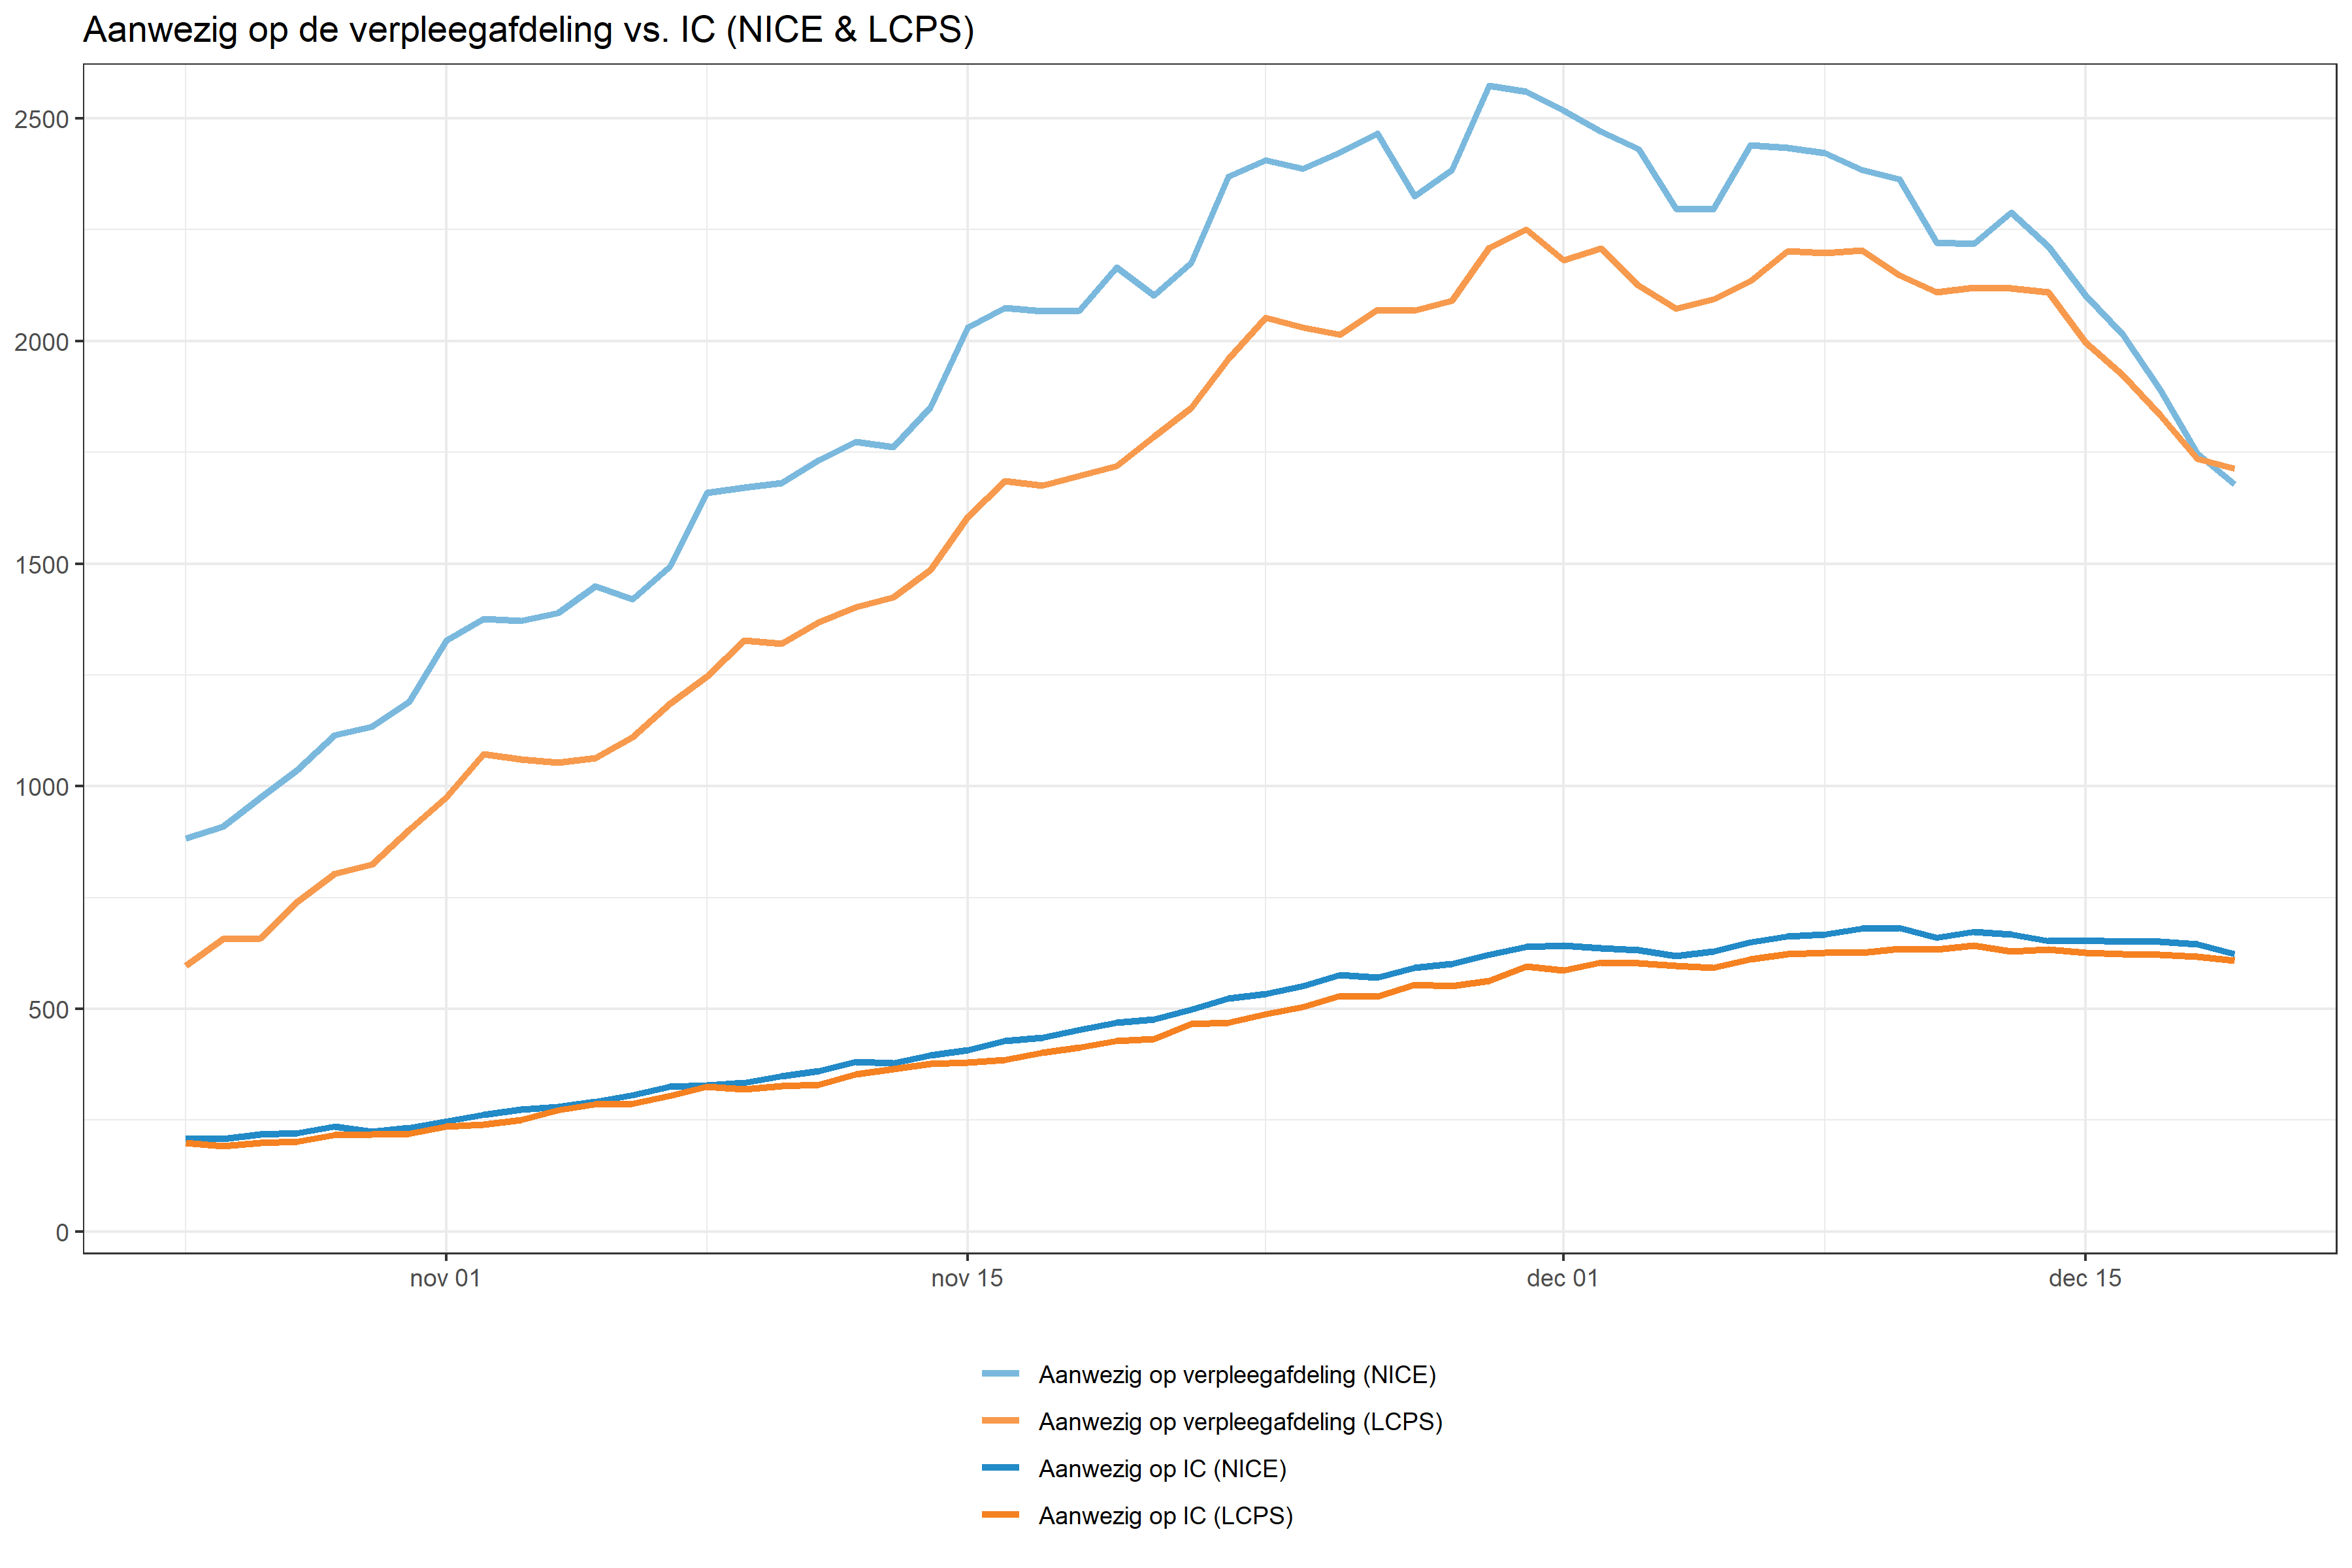 Aanwezig op de verpleegafdeling vs. IC (NICE & LCPS)
2500
2000
1500
1000
500
0
nov 01
nov 15
dec 01
dec 15
Aanwezig op verpleegafdeling (NICE)
Aanwezig op verpleegafdeling (LCPS)
Aanwezig op IC (NICE)
Aanwezig op IC (LCPS)